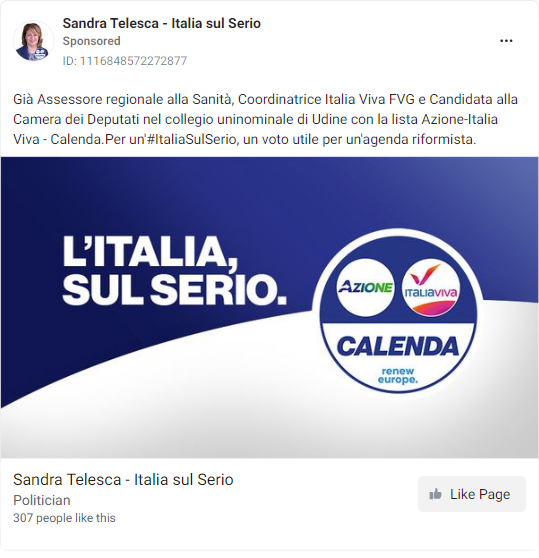 Sandra Telesca - Italia sul Serio
Sponsored
ID: 1116848572272877
Già Assessore regionale alla Sanità, Coordinatrice Italia Viva FVG e Candidata alla
Camera dei Deputati nel collegio uninominale di Udine con la lista Azione-Italia
Viva - Calenda.Per un'#ItaliaSulSerio, un voto utile per un'agenda riformista.
L'ITALIA,
SUL SERIO.
AZIONE
ITALIAVIVA
CALENDA
renew
europe.
Sandra Telesca - Italia sul Serio
Politician
307 people like this
Like Page